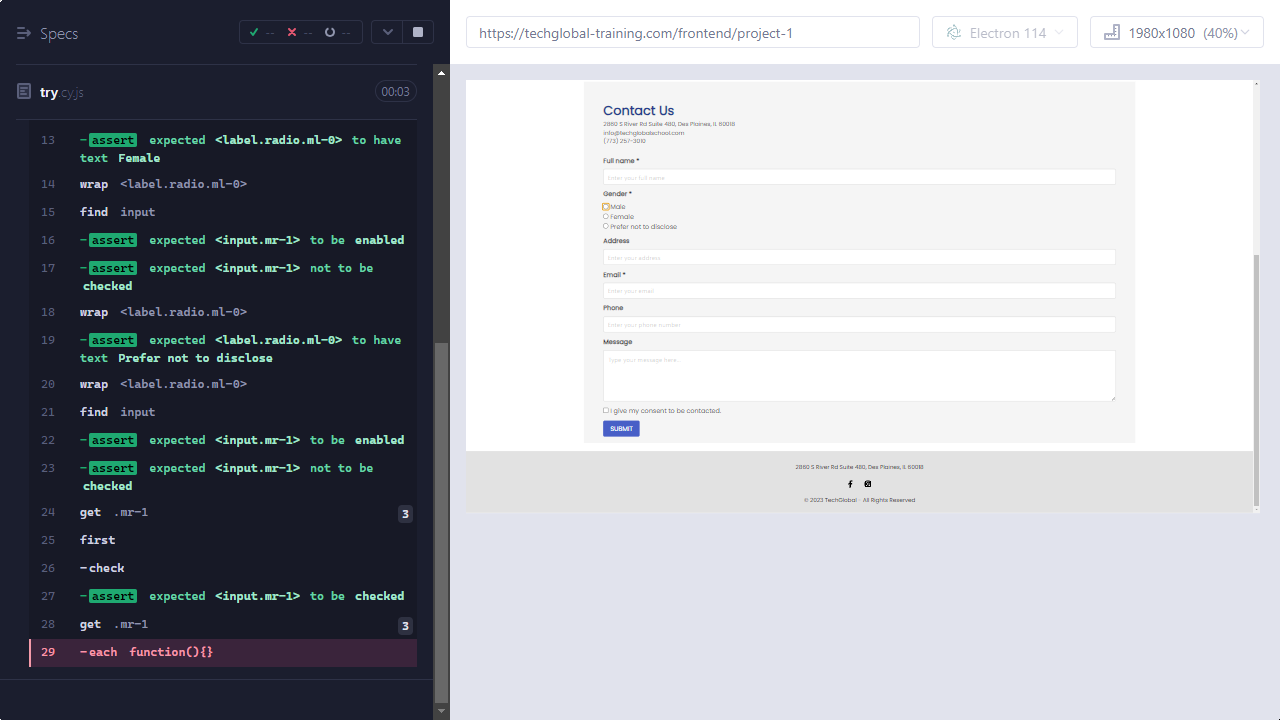 Specs
-- -- --
try.cy.js
00:03
13 -assert expected <label.radio.ml-0> to have
text Female
14 wrap <label.radio.ml-0>
15 find input
16 -assert expected <input.mr-1> to be enabled
17 -assert expected <input.mr-1> not to be
checked
18 wrap <label.radio.ml-0>
19 -assert expected <label.radio.ml-0> to have
text Prefer not to disclose
20 wrap <label.radio.ml-0>
21 find input
22 -assert expected <input.mr-1> to be enabled
23 -assert expected <input.mr-1> not to be
checked
24 get .mr-1 3
25 first
26 -check
27 -assert expected <input.mr-1> to be checked
28 get .mr-1 3
29 -each function(){}
https://techglobal-training.com/frontend/project-1
Electron 114
1980x1080 (40%)
Contact Us
2860 S River Rd Suite 480, Des Plaines, IL 60018
info@techglobalschool.com
(773) 257-3010
Full name *
Enter your full name
Gender *
Male
Female
Prefer not to disclose
Address
Enter your address
Email *
Enter your email
Phone
Enter your phone number
Message
Type your message here...
I give my consent to be contacted.
SUBMIT
2860 S River Rd Suite 480, Des Plaines, IL 60018
© 2023 TechGlobal - All Rights Reserved